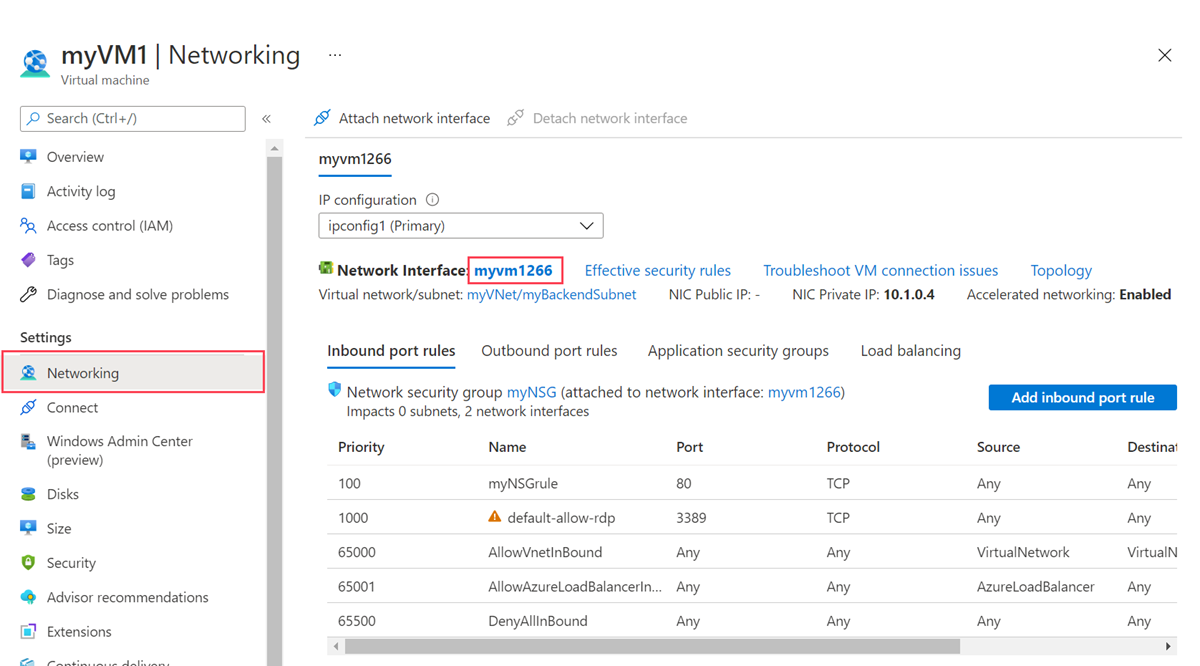 myVM1 | Networking ...
Virtual machine
Search (Ctrl+/)
«
Overview
Activity log
Access control (IAM)
Tags
Diagnose and solve problems
Settings
Networking
Connect
Windows Admin Center
(preview)
Disks
Size
Security
Advisor recommendations
Extensions
Continuous delivery
Attach network interface Detach network interface
myvm1266
IP configuration
ipconfig1 (Primary)
Network Interface: myvm1266 Effective security rules Troubleshoot VM connection issues Topology
Virtual network/subnet: myVNet/myBackendSubnet NIC Public IP: - NIC Private IP: 10.1.0.4 Accelerated networking: Enabled
Inbound port rules Outbound port rules Application security groups Load balancing
Network security group myNSG (attached to network interface: myvm1266)
Impacts 0 subnets, 2 network interfaces
Add inbound port rule
Priority Name Port Protocol Source Destinat
100 myNSGrule 80 TCP Any Any
1000 default-allow-rdp 3389 TCP Any Any
65000 AllowVnetInBound Any Any VirtualNetwork VirtualN
65001 AllowAzureLoadBalancerIn... Any Any AzureLoadBalancer Any
65500 DenyAllInBound Any Any Any Any